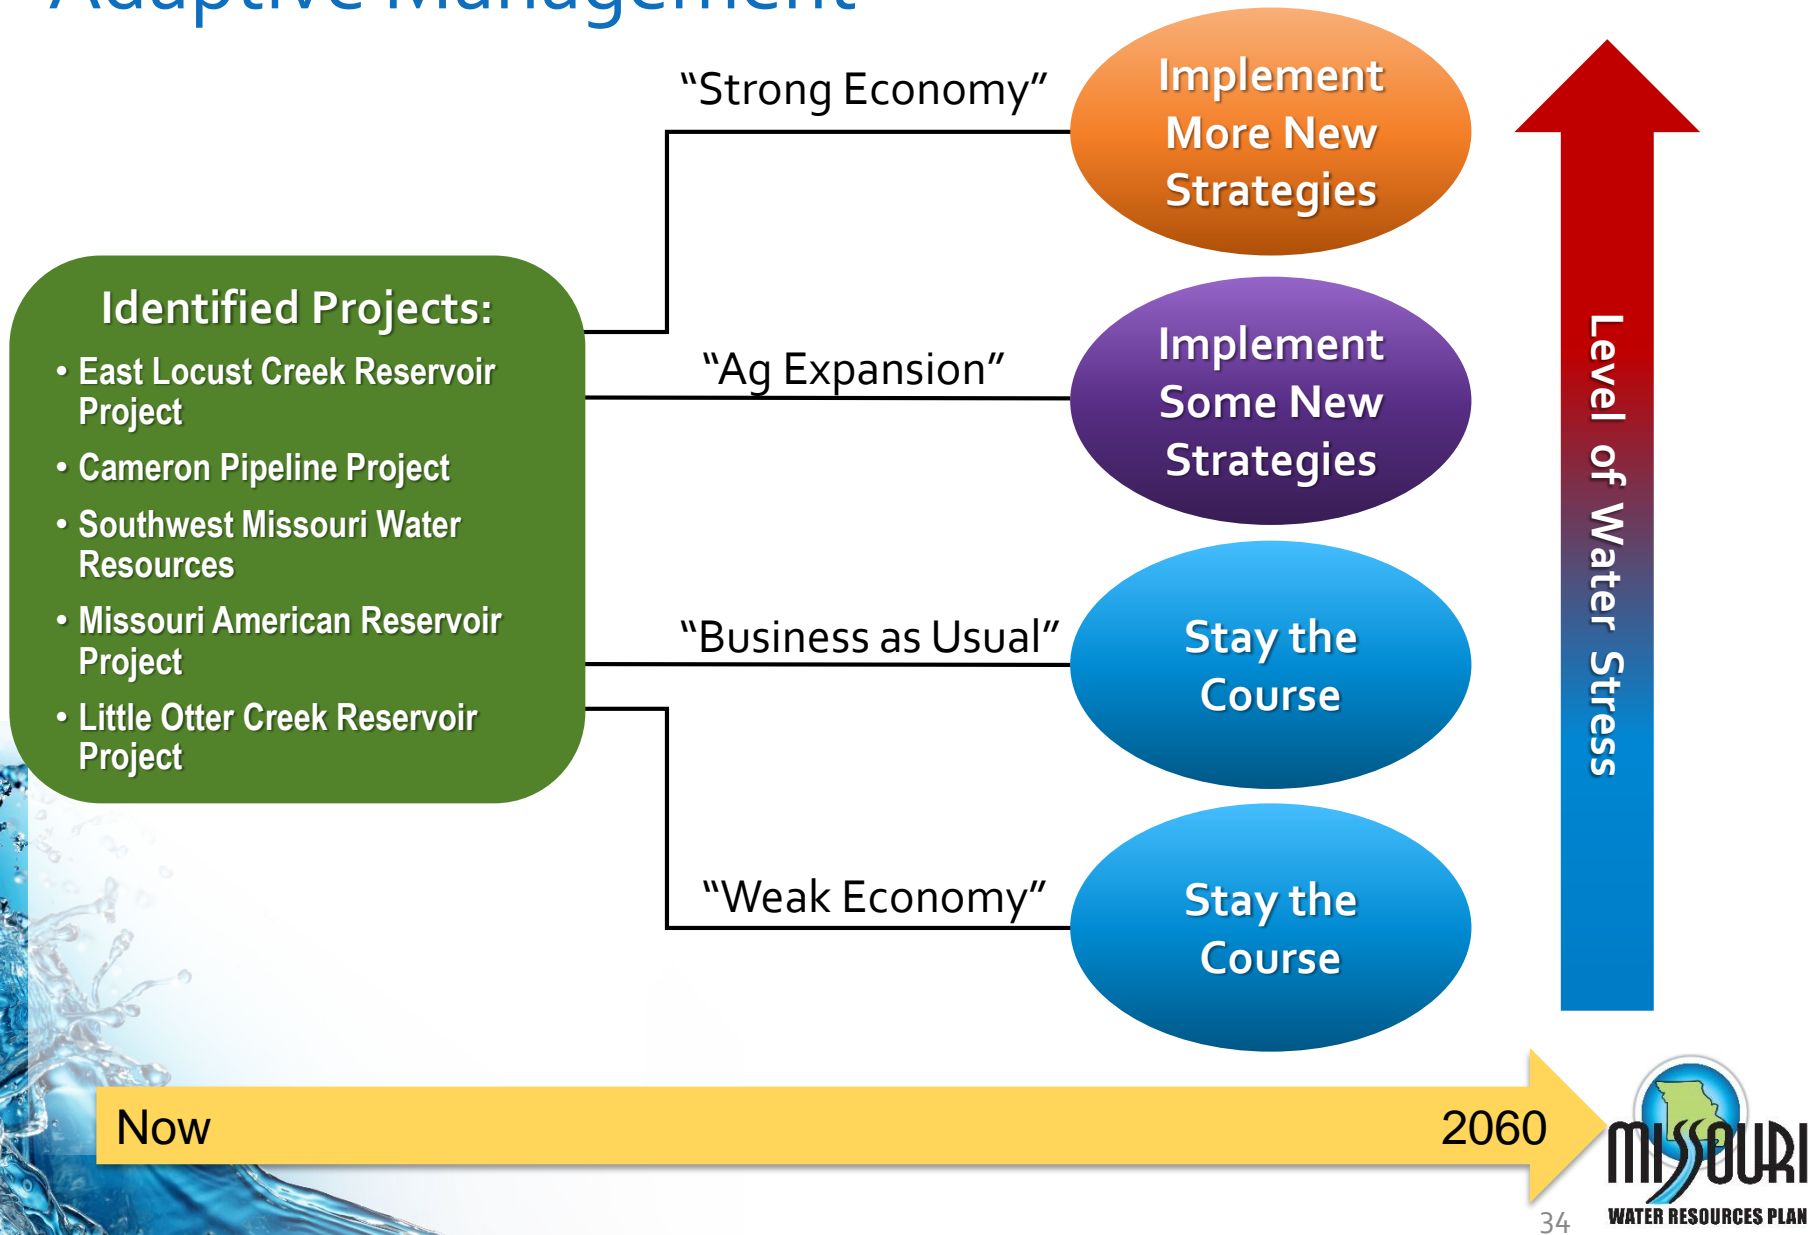 Adaptive Management
“Strong Economy”
Implement
More New
Strategies
Identified Projects:
• East Locust Creek Reservoir
Project
• Cameron Pipeline Project
• Southwest Missouri Water
Resources
• Missouri American Reservoir
Project
• Little Otter Creek Reservoir
Project
“Ag Expansion”
Implement
Some New
Strategies
“Business as Usual”
Stay the
Course
“Weak Economy”
Stay the
Course
Level of Water Stress
Now
2060
MISSOURI
WATER RESOURCES PLAN
34